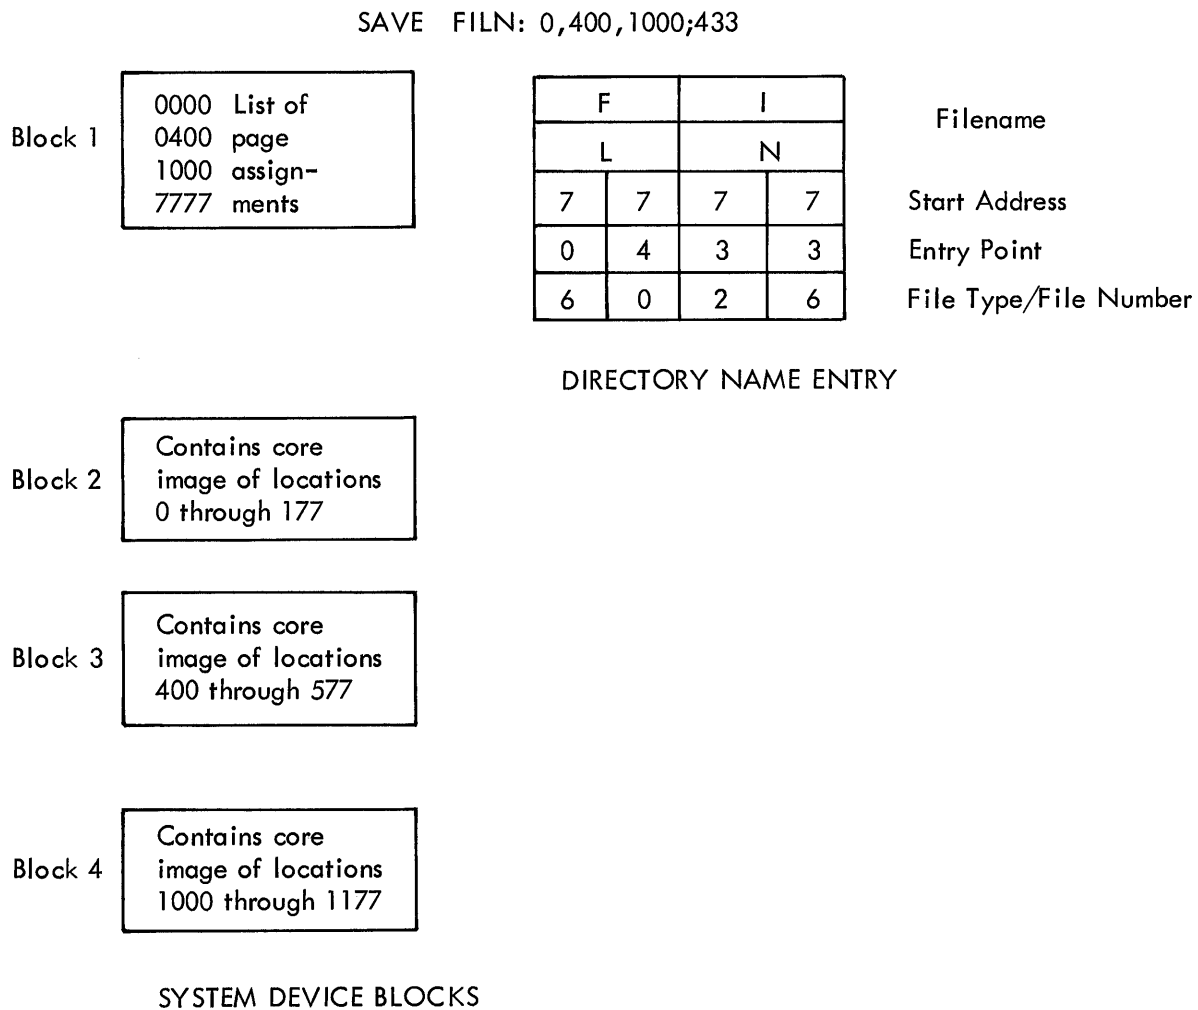 SAVE FILN: 0,400,1000;433
Block 1
0000 List of
0400 page
1000 assign-
7777 ments
F I
L N
Filename
7 7 7 7 Start Address
0 4 3 3 Entry Point
6 0 2 6 File Type/File Number
DIRECTORY NAME ENTRY
Block 2
Contains core
image of locations
0 through 177
Block 3
Contains core
image of locations
400 through 577
Block 4
Contains core
image of locations
1000 through 1177
SYSTEM DEVICE BLOCKS